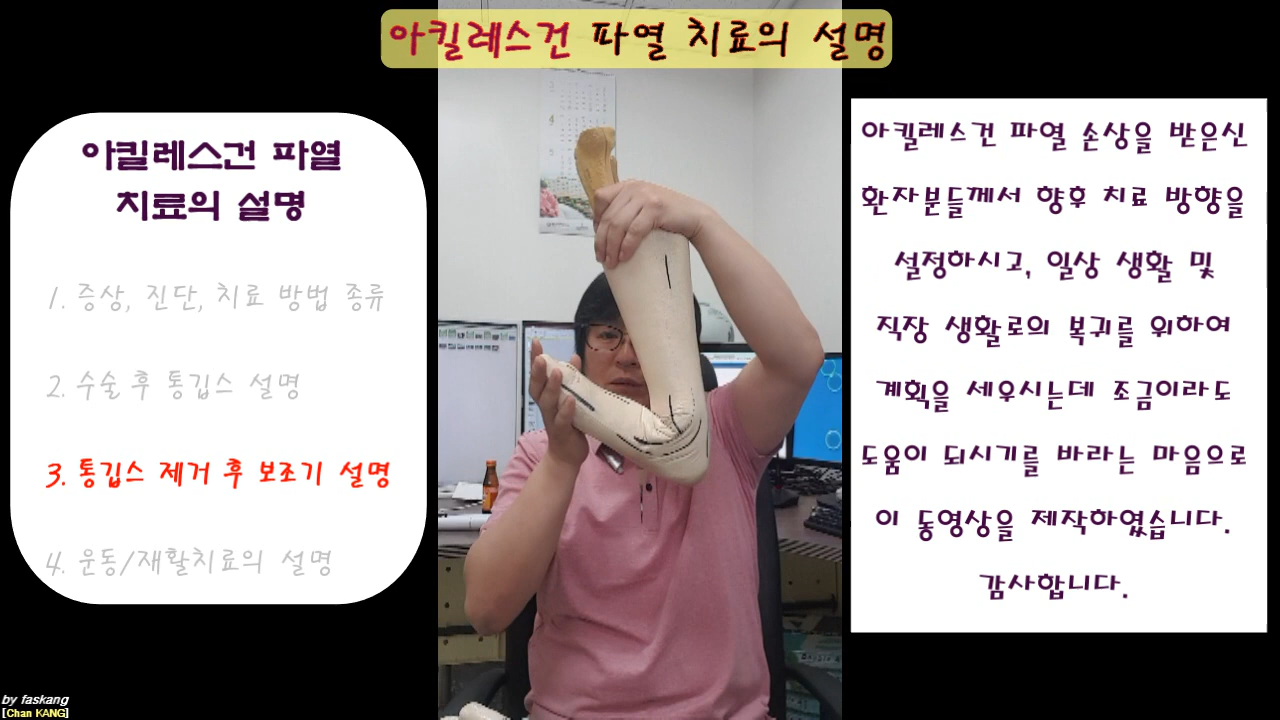 아킬레스건 파열 치료의 설명
아킬레스건 파열
치료의 설명
1. 증상, 진단, 치료 방법 종류
2. 수술 후 통깁스 설명
3. 통깁스 제거 후 보조기 설명
4. 운동/재활치료의 설명
아킬레스건 파열 손상을 받은신
환자분들께서 향후 치료 방향을
설정하시고, 일상 생활 및
직장 생활로의 복귀를 위하여
계획을 세우시는데 조금이라도
도움이 되시기를 바라는 마음으로
이 동영상을 제작하였습니다.
감사합니다.
by faskang
[Chan KANG]